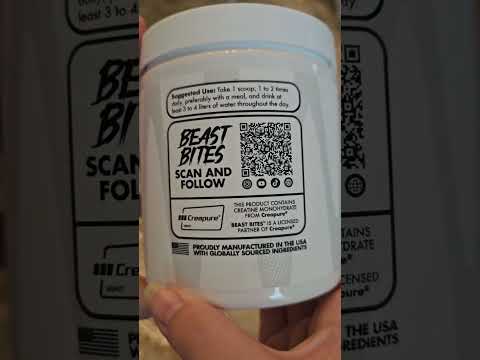 Suggested Use: Take 1 scoop, 1 to 2 times
daily, preferably with a meal, and drink at
least 3 to 4 liters of water throughout the day.
BEAST
BITES
SCAN AND
FOLLOW
Creapure®
THIS PRODUCT CONTAINS
CREATINE MONOHYDRATE
FROM Creapure®
BEAST BITES™ IS A LICENSED
PARTNER OF Creapure®
PROUDLY MANUFACTURED IN THE USA
WITH GLOBALLY SOURCED INGREDIENTS